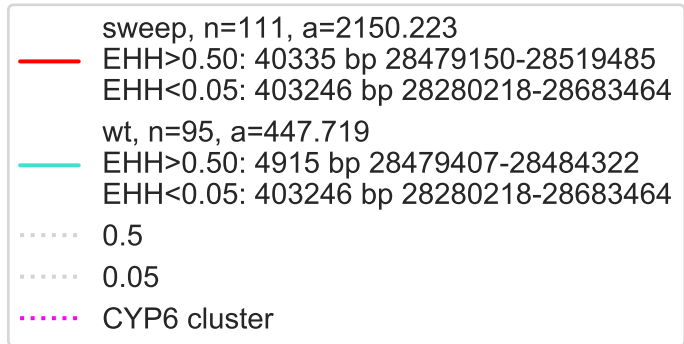 sweep, n=111, a=2150.223
EHH>0.50: 40335 bp 28479150-28519485
EHH<0.05: 403246 bp 28280218-28683464
wt, n=95, a=447.719
EHH>0.50: 4915 bp 28479407-28484322
EHH<0.05: 403246 bp 28280218-28683464
0.5
0.05
CYP6 cluster